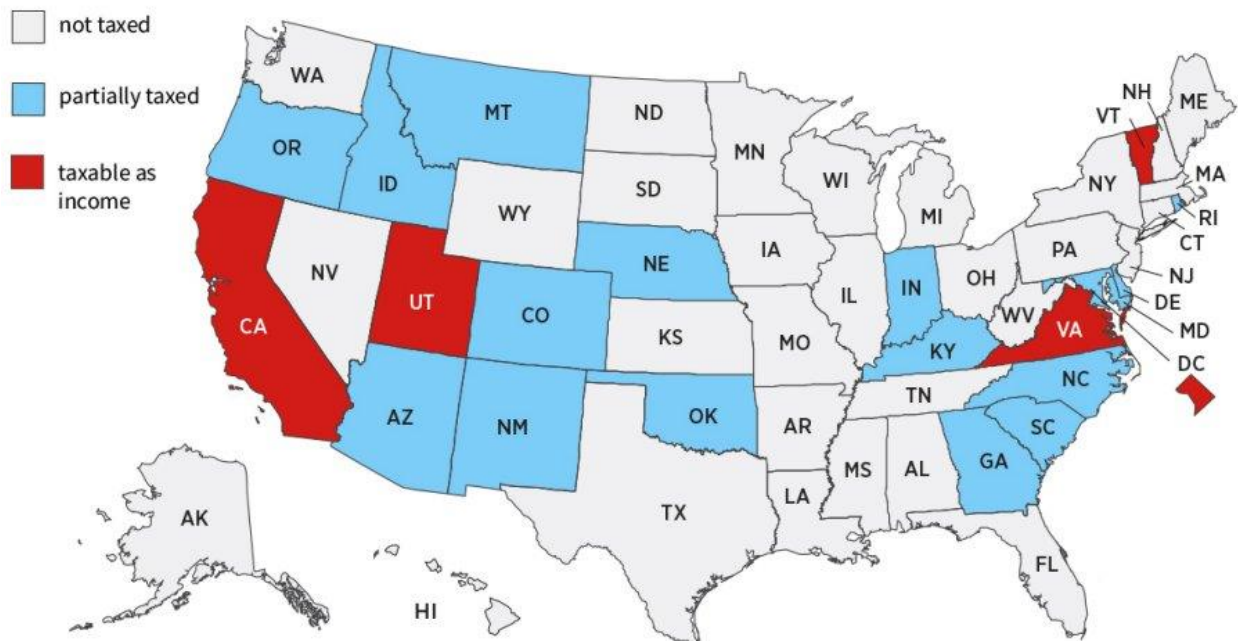 not taxed
partially taxed
taxable as
income
WA
OR
MT
ID
WY
NV
UT
CA
CO
AZ
NM
ND
SD
NE
KS
OK
TX
MN
IA
MO
AR
LA
WI
IL
MI
IN
OH
KY
TN
MS
AL
GA
FL
SC
NC
VA
WV
PA
NY
VT
NH
ME
MA
RI
CT
NJ
DE
MD
DC
AK
HI